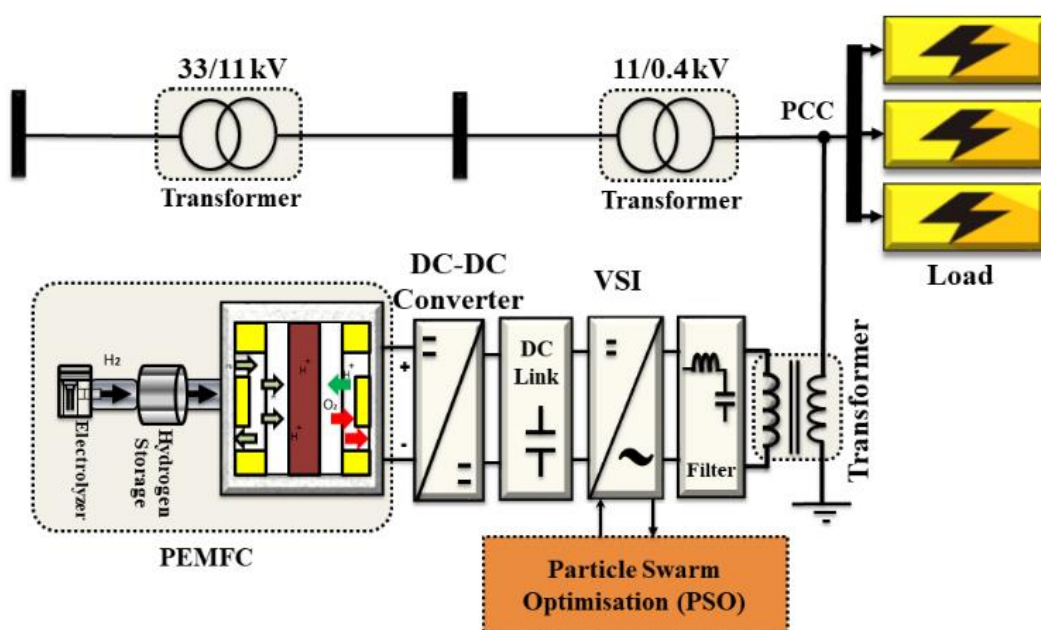 33/11 kV
11/0.4 kV
PCC
Transformer
Transformer
Load
DC-DC
Converter
VSI
H₂
Electrolyzer
Hydrogen
Storage
H⁺
H⁺
H⁺
O₂
+
-
DC
Link
Filter
Transformer
PEMFC
Particle Swarm
Optimisation (PSO)